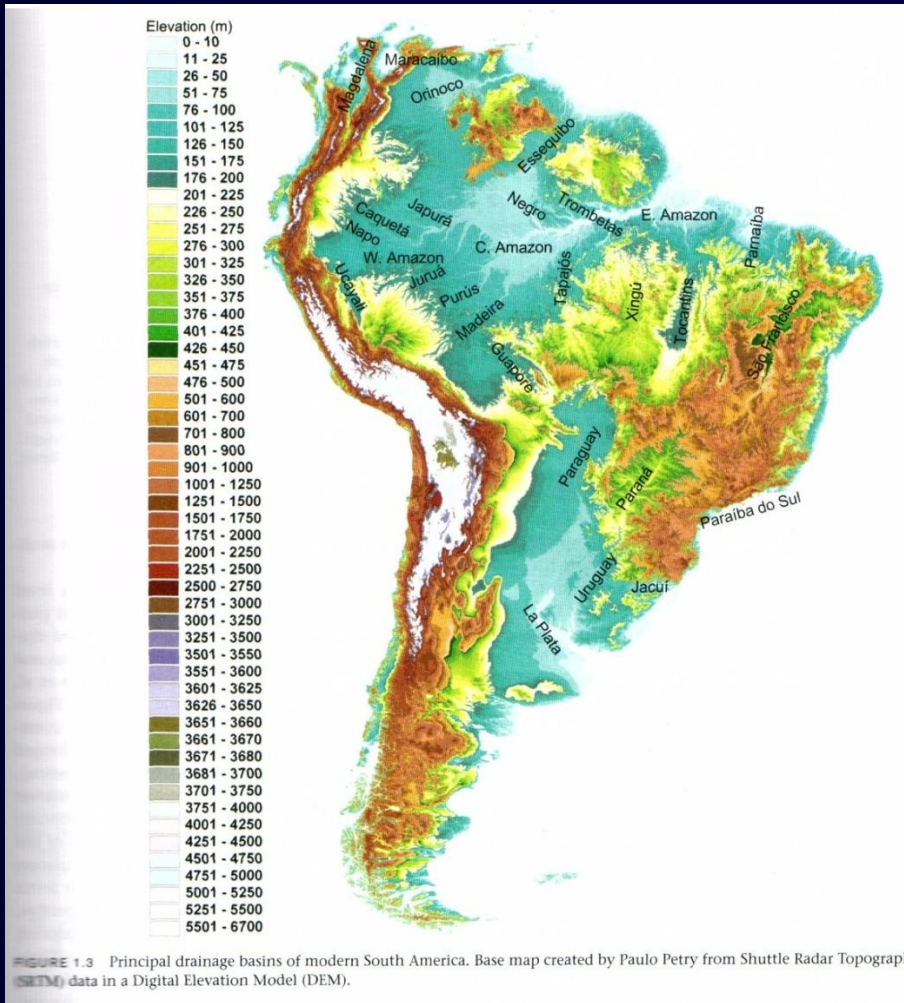 Elevation (m)
0 - 10
11 - 25
26 - 50
51 - 75
76 - 100
101 - 125
126 - 150
151 - 175
176 - 200
201 - 225
226 - 250
251 - 275
276 - 300
301 - 325
326 - 350
351 - 375
376 - 400
401 - 425
426 - 450
451 - 475
476 - 500
501 - 600
601 - 700
701 - 800
801 - 900
901 - 1000
1001 - 1250
1251 - 1500
1501 - 1750
1751 - 2000
2001 - 2250
2251 - 2500
2500 - 2750
2751 - 3000
3001 - 3250
3251 - 3500
3501 - 3550
3551 - 3600
3601 - 3625
3626 - 3650
3651 - 3660
3661 - 3670
3671 - 3680
3681 - 3700
3701 - 3750
3751 - 4000
4001 - 4250
4251 - 4500
4501 - 4750
4751 - 5000
5001 - 5250
5251 - 5500
5501 - 6700
Magdalena
Maracaibo
Orinoco
Essequibo
Negro
Trombetas
E. Amazon
Japurá
Caquetá
Napo
W. Amazon
C. Amazon
Juruá
Purús
Ucayali
Madeira
Tapajós
Xingú
Tocantins
Parnaíba
São Francisco
Guaporé
Paraguay
Paraná
Paraíba do Sul
Uruguay
Jacuí
La Plata
FIGURE 1.3 Principal drainage basins of modern South America. Base map created by Paulo Petry from Shuttle Radar Topograph
(SRTM) data in a Digital Elevation Model (DEM).